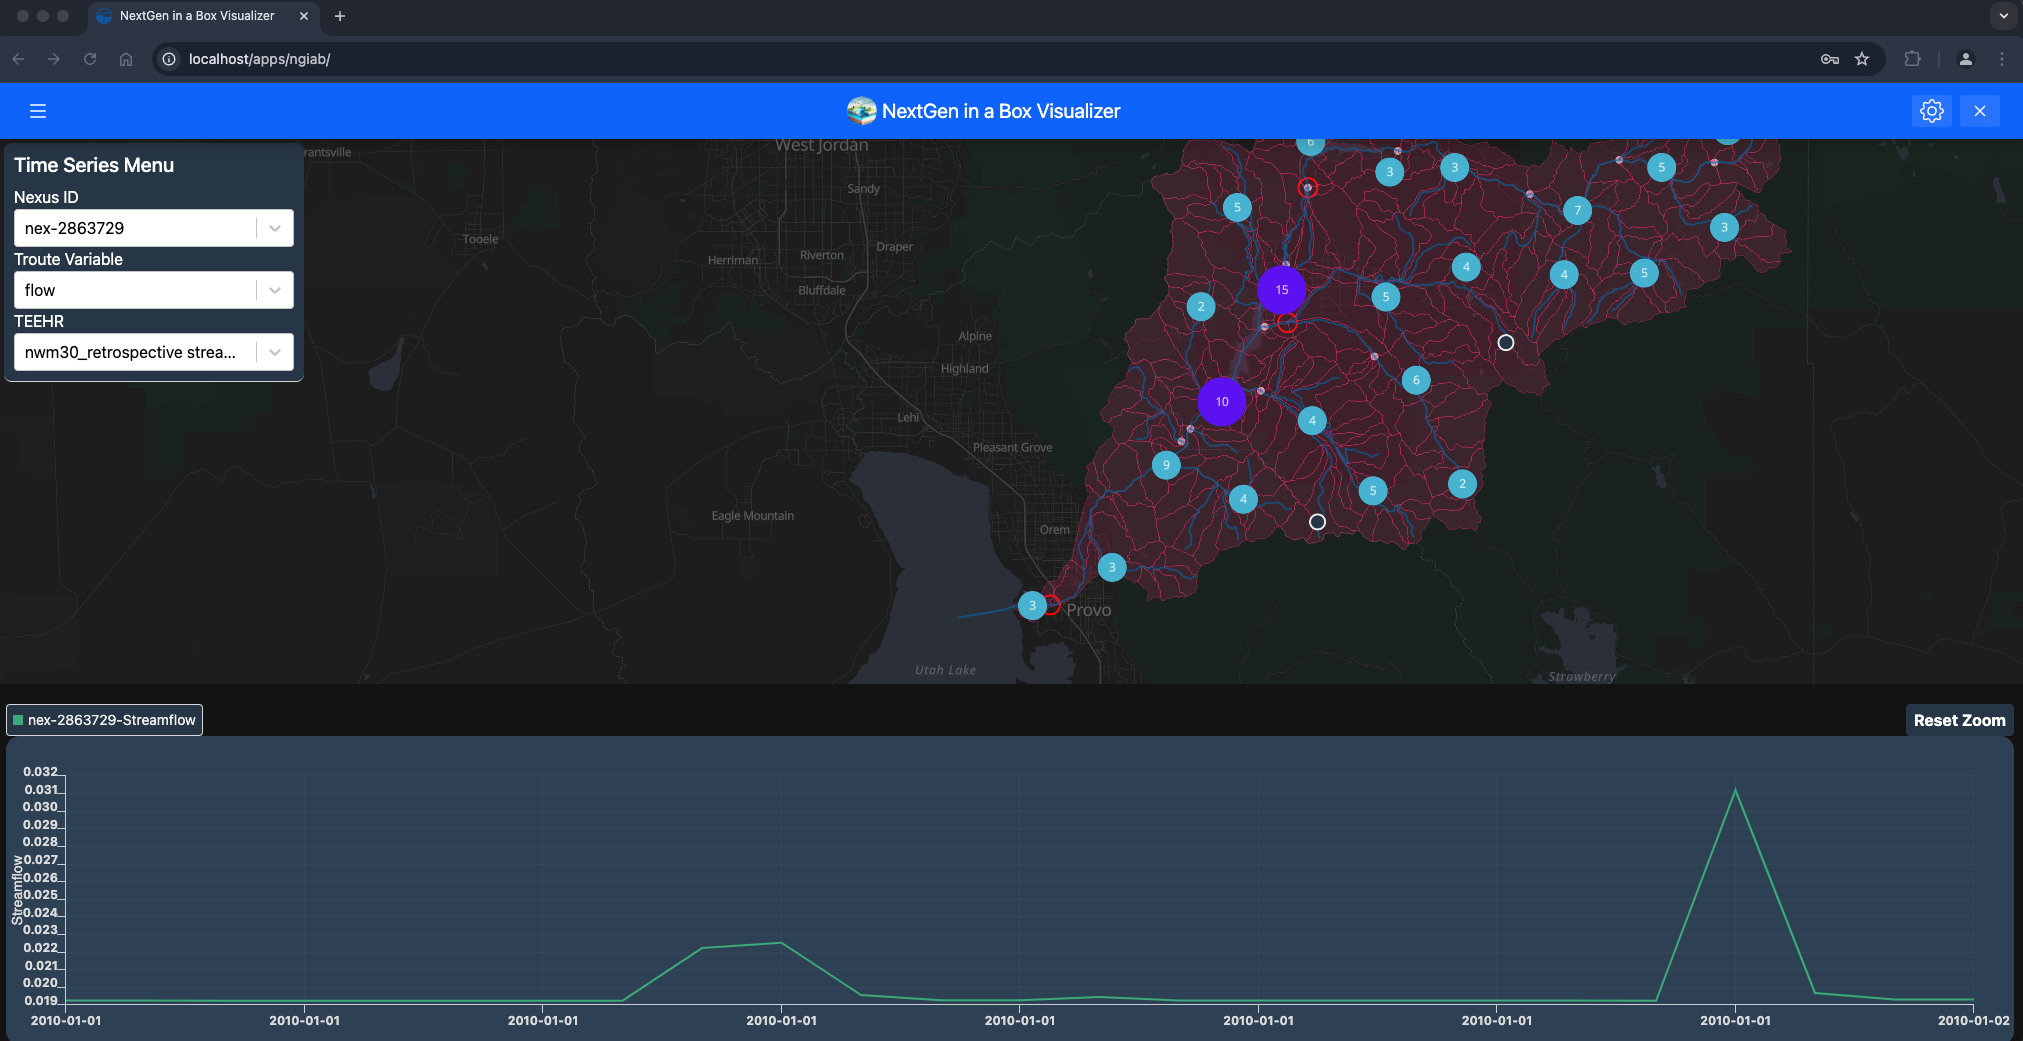 NextGen in a Box Visualizer
localhost/apps/ngiab/
NextGen in a Box Visualizer
Time Series Menu
Nexus ID
nex-2863729
Troute Variable
flow
TEEHR
nwm30_retrospective strea...
rantsville
West Jordan
Sandy
Tooele
Draper
Herriman
Riverton
Bluffdale
Alpine
Highland
Lehi
Pleasant Grove
Eagle Mountain
Orem
Provo
Utah Lake
Strawberry
6
3
3
5
5
7
3
4
4
5
15
5
2
6
10
4
9
4
5
2
3
3
nex-2863729-Streamflow
Reset Zoom
Streamflow
0.032
0.031
0.030
0.029
0.028
0.027
0.026
0.025
0.024
0.023
0.022
0.021
0.020
0.019
2010-01-01 2010-01-01 2010-01-01 2010-01-01 2010-01-01 2010-01-01 2010-01-01 2010-01-01 2010-01-02